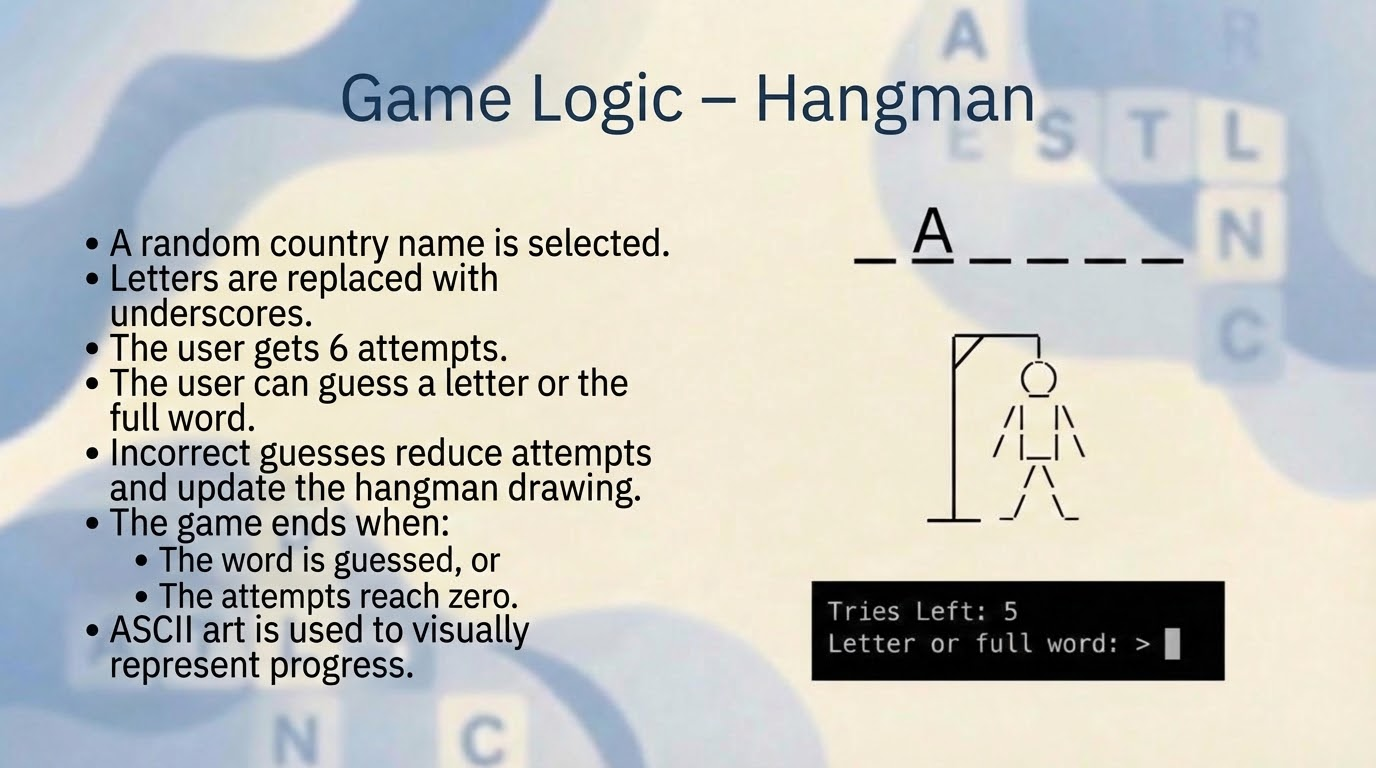 Game Logic – Hangman
• A random country name is selected.
• Letters are replaced with
underscores.
• The user gets 6 attempts.
• The user can guess a letter or the
full word.
• Incorrect guesses reduce attempts
and update the hangman drawing.
• The game ends when:
• The word is guessed, or
• The attempts reach zero.
• ASCII art is used to visually
represent progress.
A
_ _ _ _ _ _
Tries Left: 5
Letter or full word: >
A
R
E S T L
N
C
N C